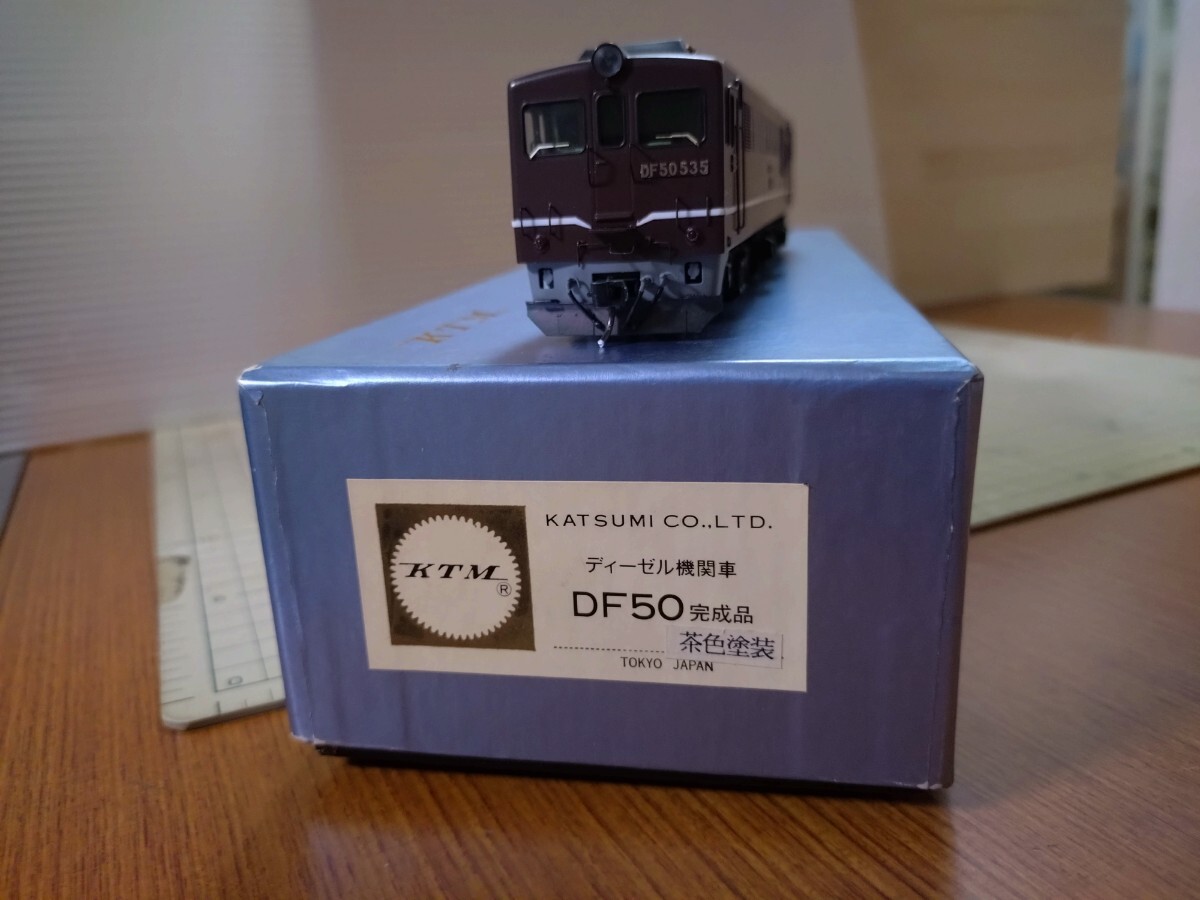 DF50535
KTM
KATSUMI CO.,LTD.
ディーゼル機関車
KTM ®
DF50 完成品
茶色塗装
TOKYO JAPAN